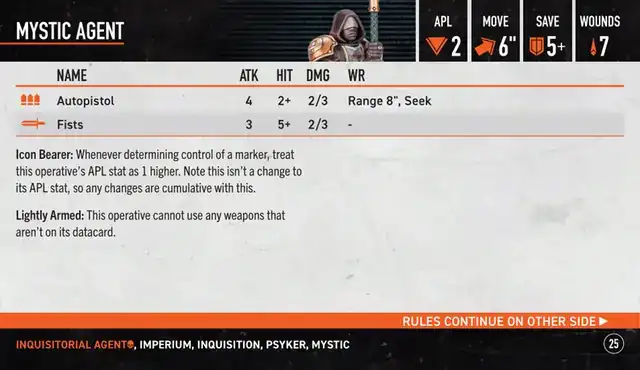 MYSTIC AGENT
APL 2
MOVE 6"
SAVE 5+
WOUNDS 7
NAME ATK HIT DMG WR
Autopistol 4 2+ 2/3 Range 8", Seek
Fists 3 5+ 2/3 -
Icon Bearer: Whenever determining control of a marker, treat
this operative's APL stat as 1 higher. Note this isn't a change to
its APL stat, so any changes are cumulative with this.
Lightly Armed: This operative cannot use any weapons that
aren't on its datacard.
RULES CONTINUE ON OTHER SIDE ▶
INQUISITORIAL AGENT💀, IMPERIUM, INQUISITION, PSYKER, MYSTIC
25